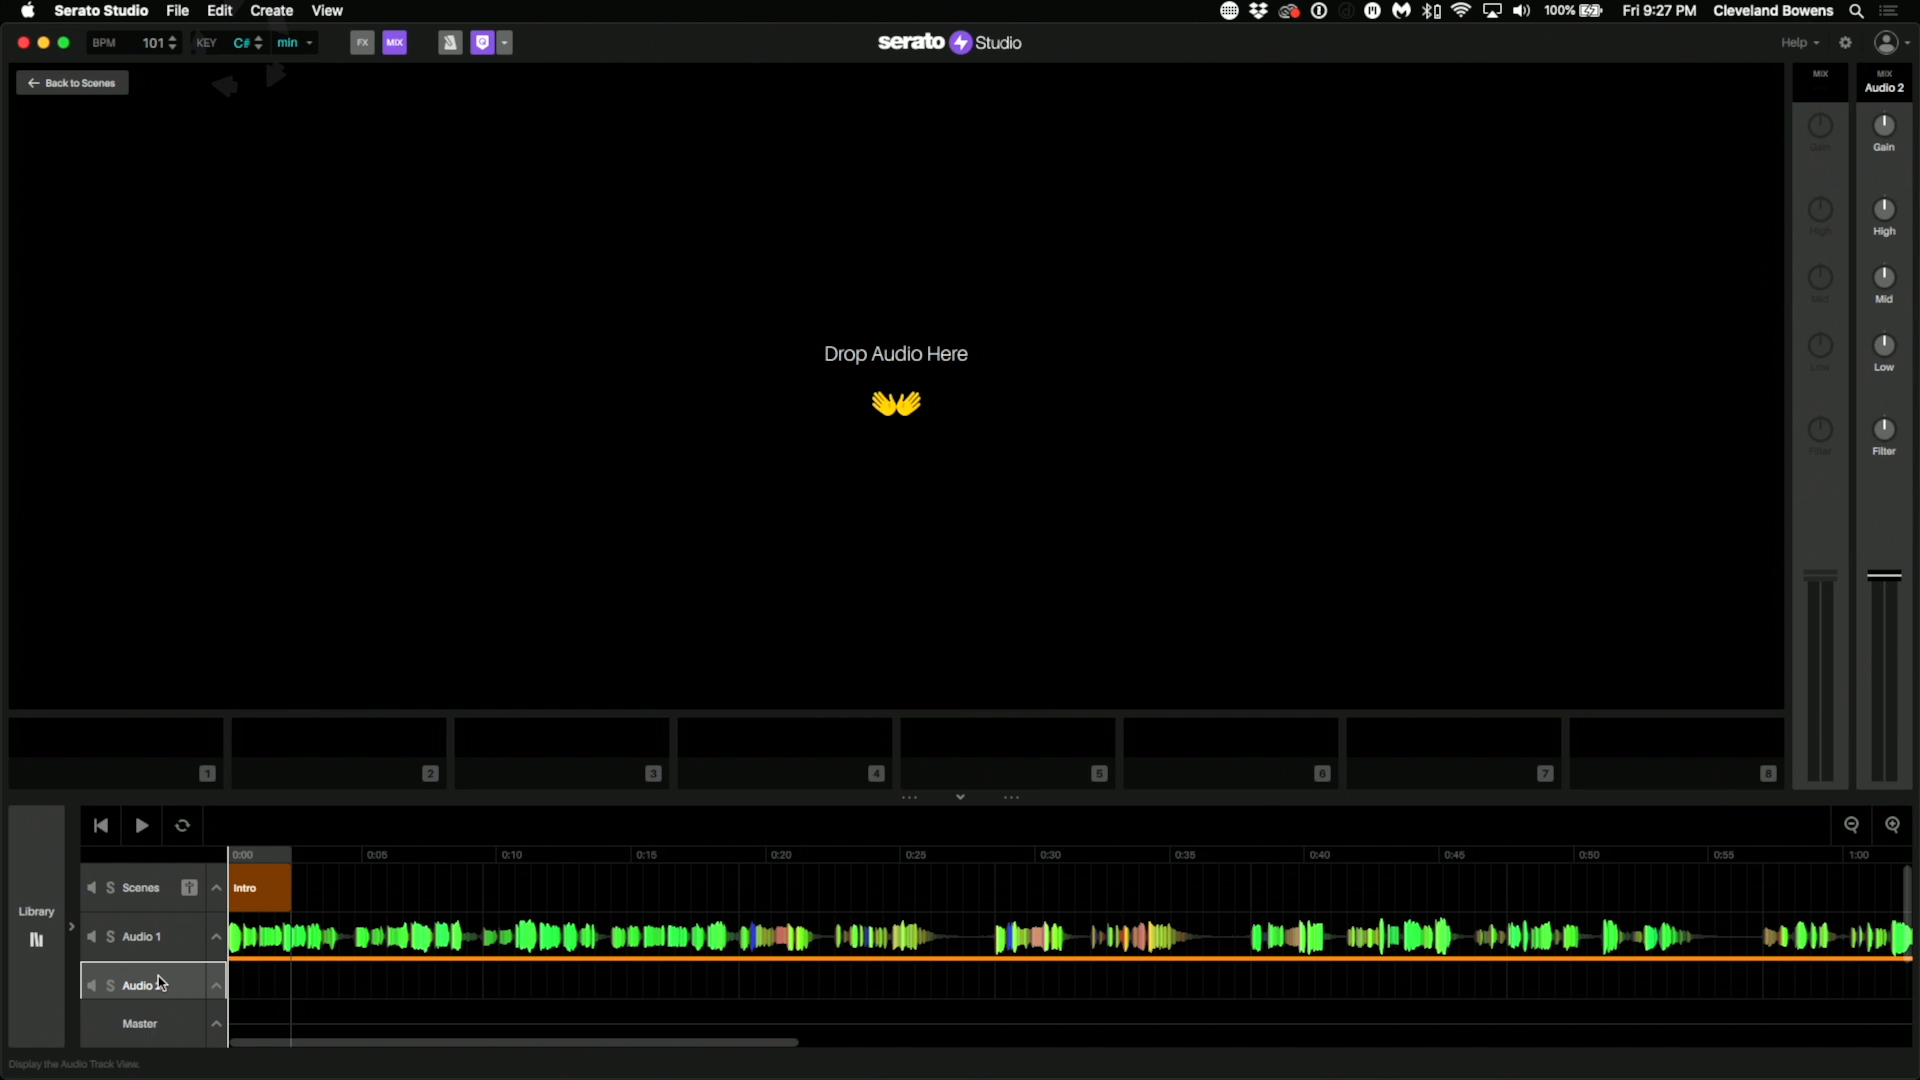 Serato Studio File Edit Create View 100% Fri 9:27 PM Cleveland Bowens
BPM 101 KEY C# min FX MIX serato Studio Help
Back to Scenes
MIX MIX
Audio 2
Gain Gain
High High
Mid Mid
Low Low
Filter Filter
Drop Audio Here
1 2 3 4 5 6 7 8
0:00 0:05 0:10 0:15 0:20 0:25 0:30 0:35 0:40 0:45 0:50 0:55 1:00
Library
S Scenes Intro
S Audio 1
S Audio
Master
Display the Audio Track View.